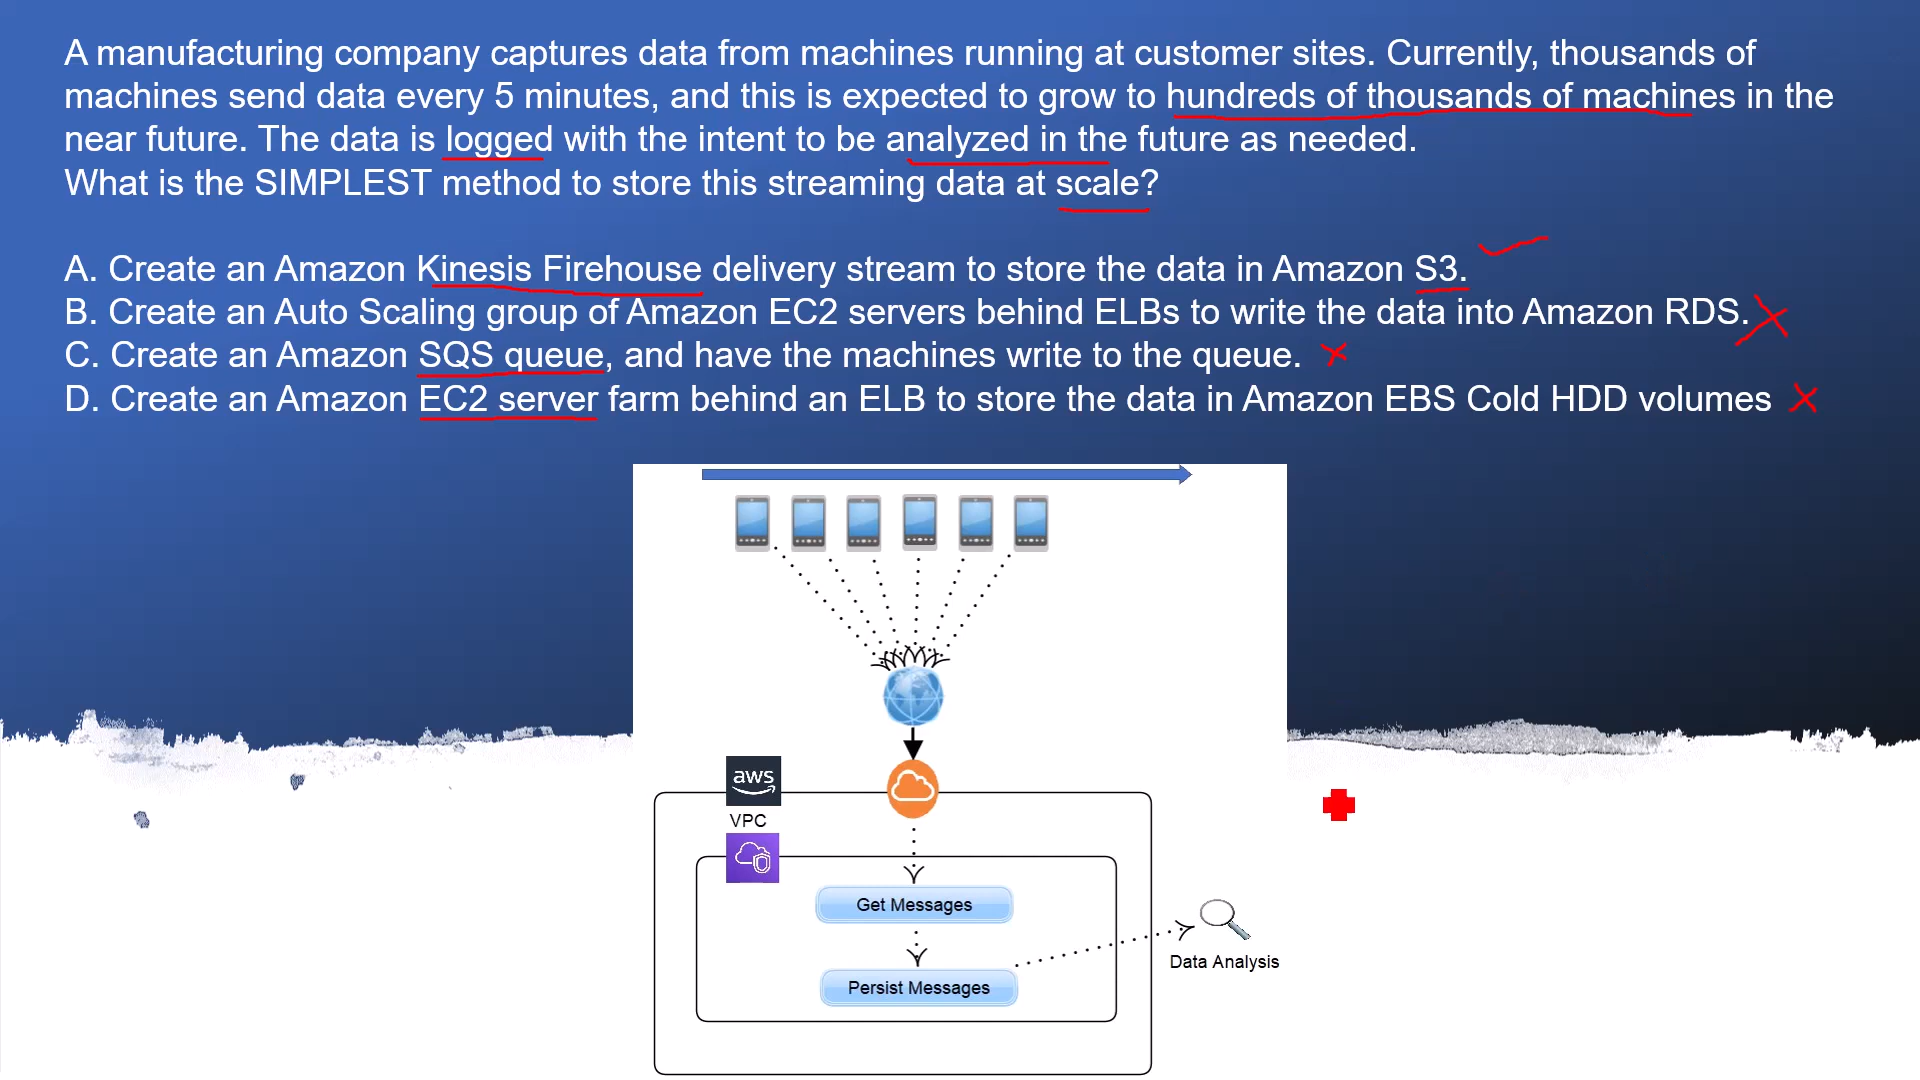 A manufacturing company captures data from machines running at customer sites. Currently, thousands of
machines send data every 5 minutes, and this is expected to grow to hundreds of thousands of machines in the
near future. The data is logged with the intent to be analyzed in the future as needed.
What is the SIMPLEST method to store this streaming data at scale?
A. Create an Amazon Kinesis Firehouse delivery stream to store the data in Amazon S3.
B. Create an Auto Scaling group of Amazon EC2 servers behind ELBs to write the data into Amazon RDS.
C. Create an Amazon SQS queue, and have the machines write to the queue.
D. Create an Amazon EC2 server farm behind an ELB to store the data in Amazon EBS Cold HDD volumes
aws
VPC
Get Messages
Persist Messages
Data Analysis